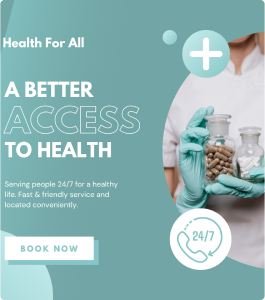 Health For All
A BETTER
ACCESS
TO HEALTH
Serving people 24/7 for a healthy
life. Fast & friendly service and
located conveniently.
BOOK NOW
24/7